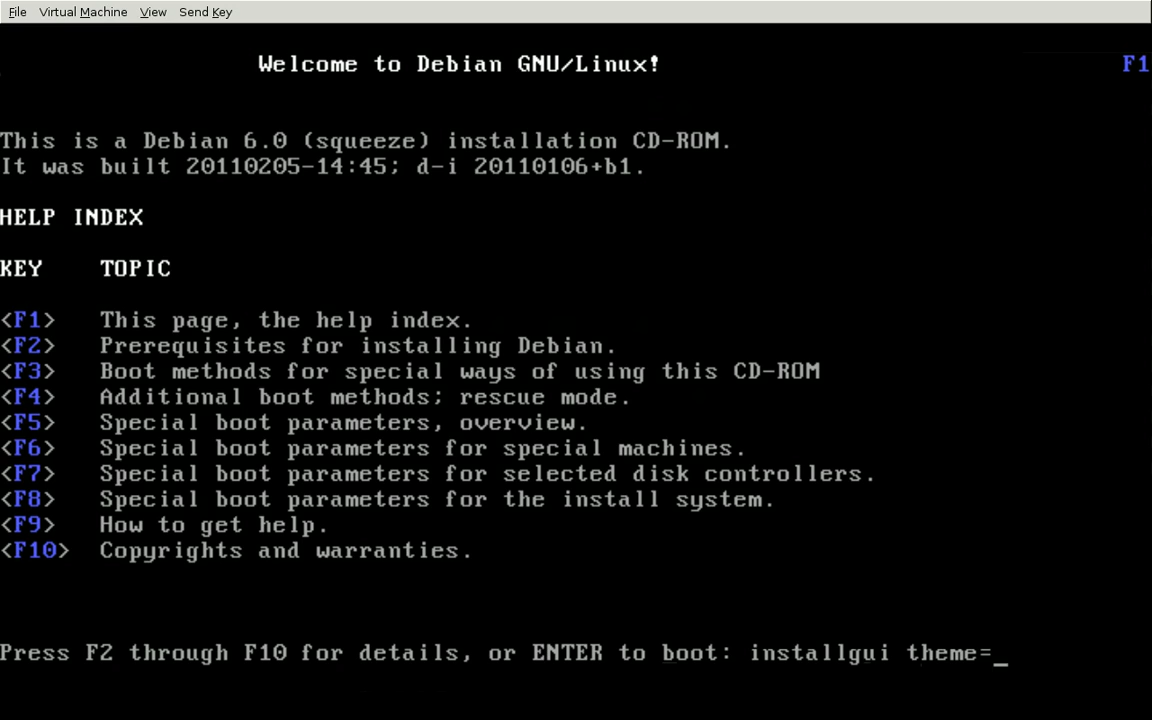 File Virtual Machine View Send Key
Welcome to Debian GNU/Linux! F1
This is a Debian 6.0 (squeeze) installation CD-ROM.
It was built 20110205-14:45; d-i 20110106+b1.
HELP INDEX
KEY TOPIC
<F1> This page, the help index.
<F2> Prerequisites for installing Debian.
<F3> Boot methods for special ways of using this CD-ROM
<F4> Additional boot methods; rescue mode.
<F5> Special boot parameters, overview.
<F6> Special boot parameters for special machines.
<F7> Special boot parameters for selected disk controllers.
<F8> Special boot parameters for the install system.
<F9> How to get help.
<F10> Copyrights and warranties.
Press F2 through F10 for details, or ENTER to boot: installgui theme=_